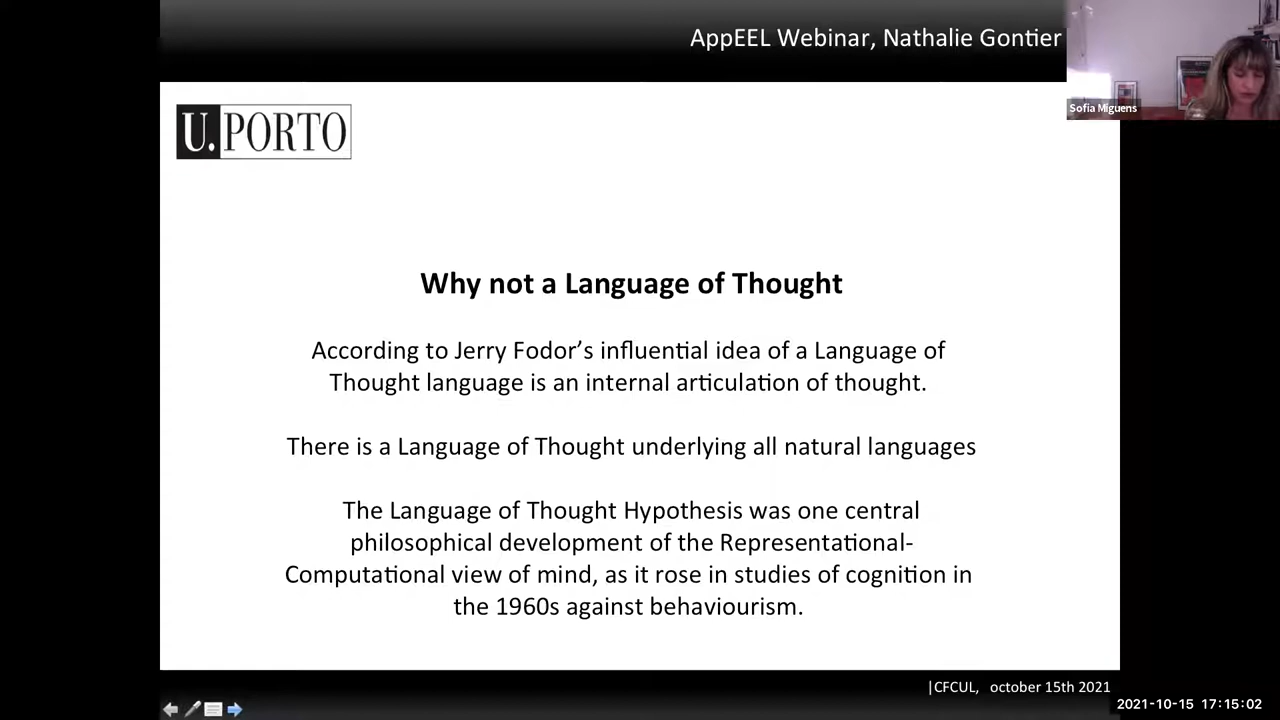 AppEEL Webinar, Nathalie Gontier
Sofia Miguens
U.PORTO
Why not a Language of Thought
According to Jerry Fodor’s influential idea of a Language of
Thought language is an internal articulation of thought.
There is a Language of Thought underlying all natural languages
The Language of Thought Hypothesis was one central
philosophical development of the Representational-
Computational view of mind, as it rose in studies of cognition in
the 1960s against behaviourism.
|CFCUL, october 15th 2021
2021-10-15 17:15:02